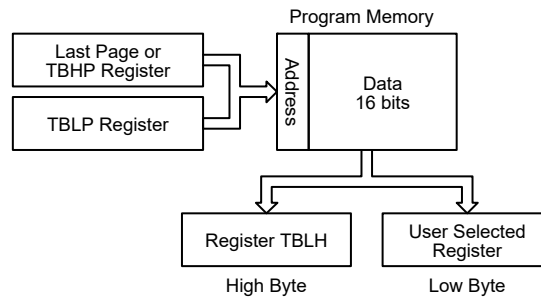 Program Memory
Last Page or
TBHP Register
TBLP Register
Address
Data
16 bits
Register TBLH
User Selected
Register
High Byte
Low Byte